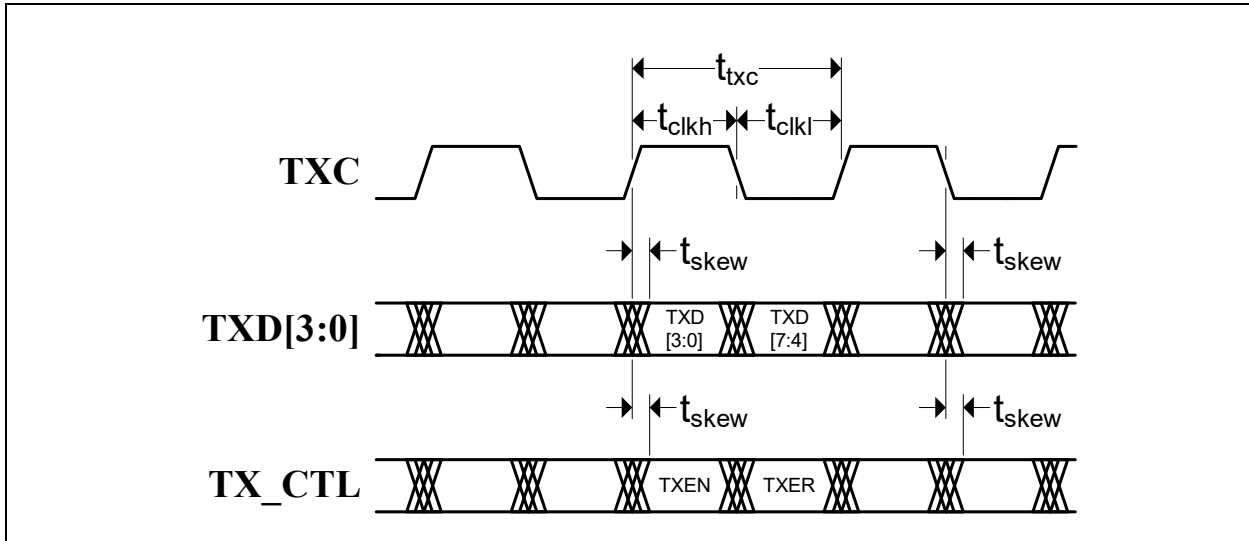 ttxc
tclkh
tclkl
TXC
tskew
tskew
TXD[3:0]
TXD
[3:0]
TXD
[7:4]
tskew
tskew
TX_CTL
TXEN
TXER